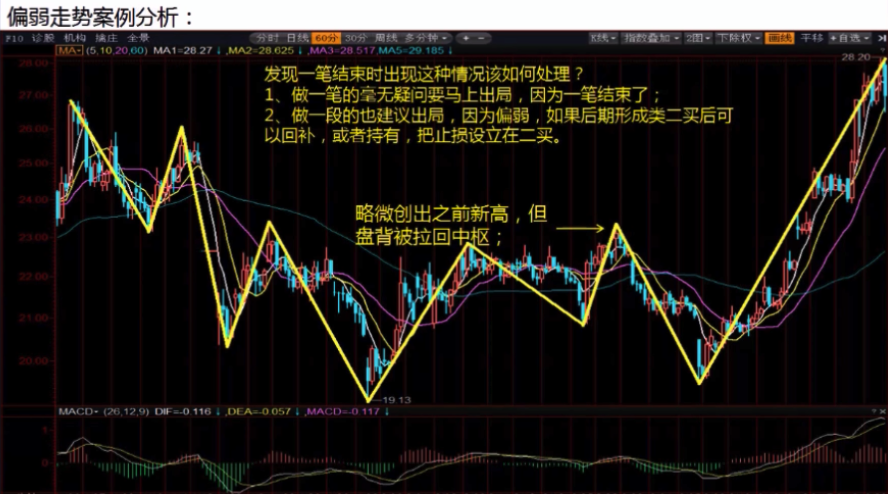 偏弱走势案例分析：
F10 诊股 机构 擒庄 全景 分时 日线 60分 30分 周线 多分钟 K线 指数叠加 2图 下除权 画线 平移 自选
MA (5,10,20,60) MA1=28.27↓ ,MA2=28.625↓ ,MA3=28.517 ,MA5=29.185↓
28.20
28.00
发现一笔结束时出现这种情况该如何处理？
1、做一笔的毫无疑问要马上出局，因为一笔结束了；
2、做一段的也建议出局，因为偏弱，如果后期形成类二买后可
以回补，或者持有，把止损设立在二买。
26.00
25.00
24.00
略微创出之前新高，但
盘背被拉回中枢；
23.00
22.00
21.00
20.00
19.13
MACD (26,12,9) DIF=-0.116↓ ,DEA=-0.057↓ ,MACD=-0.117↓
1
0